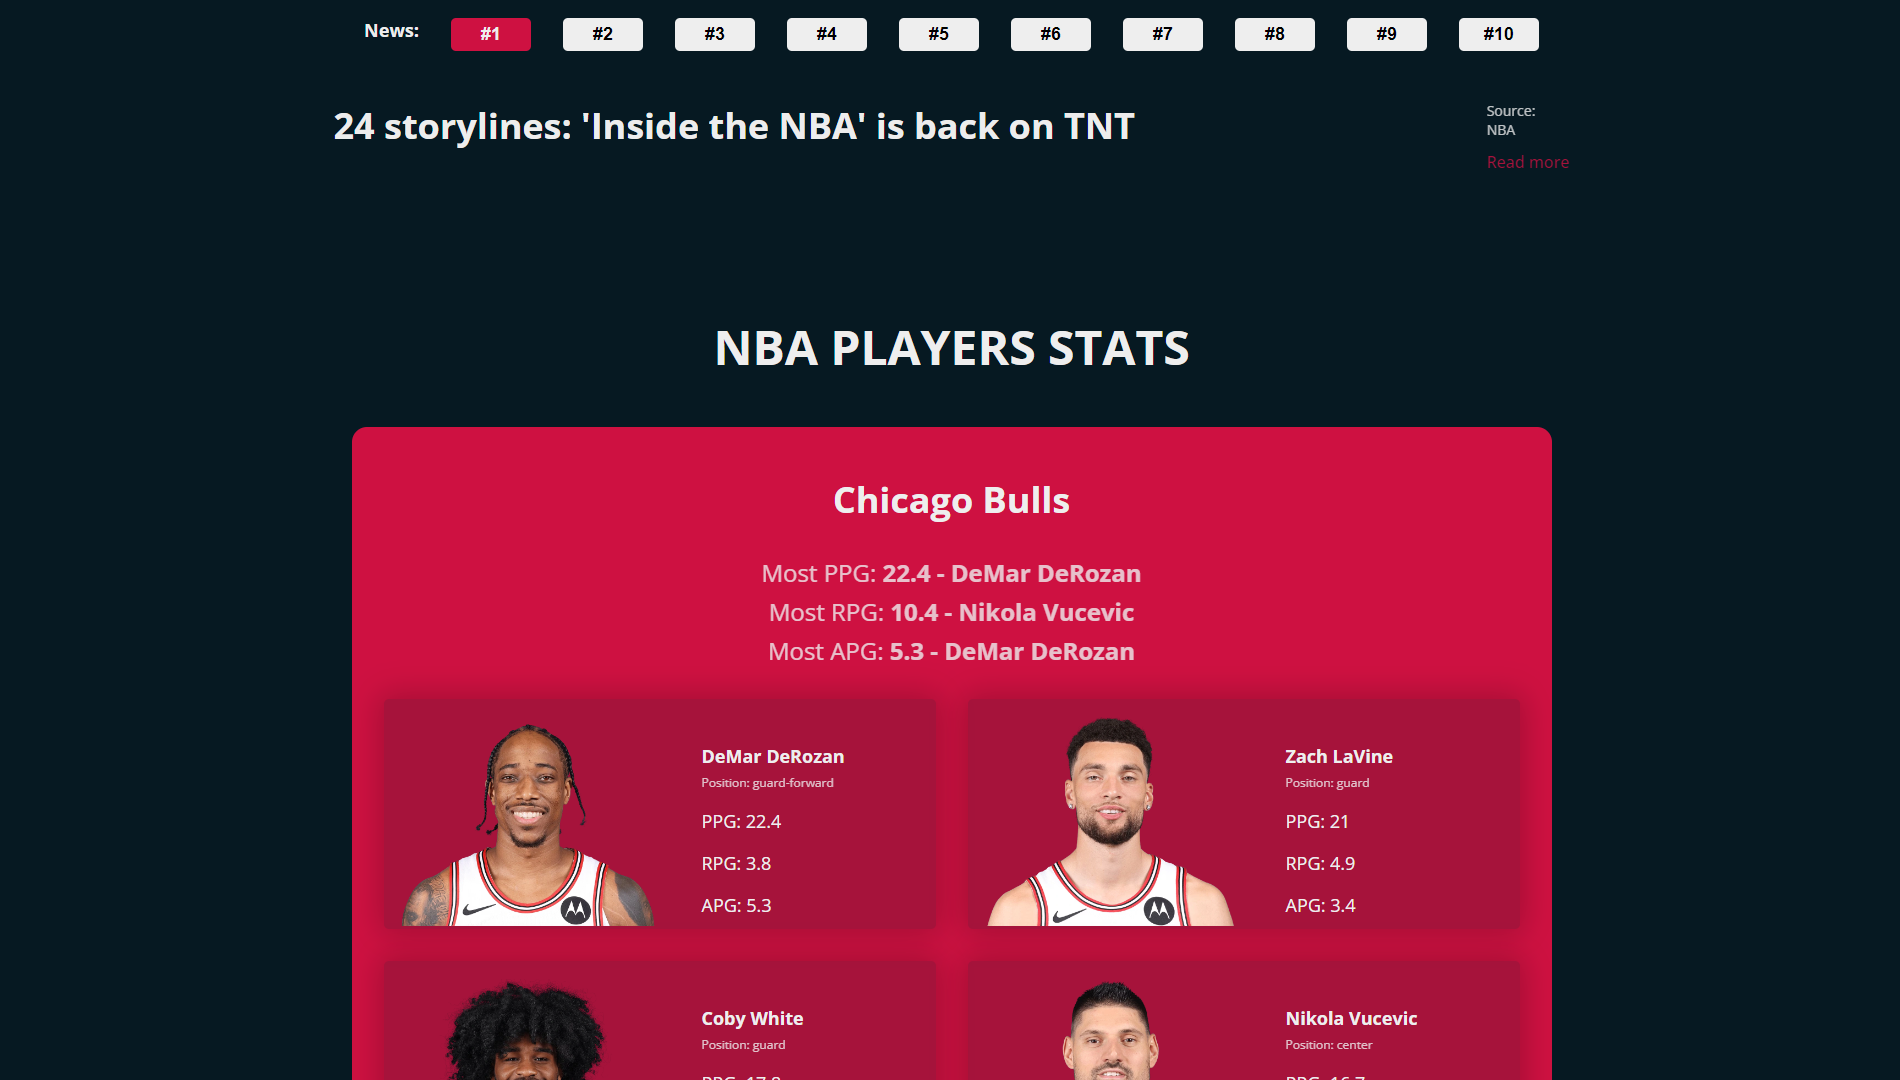 News: #1 #2 #3 #4 #5 #6 #7 #8 #9 #10
24 storylines: 'Inside the NBA' is back on TNT
Source:
NBA
Read more
NBA PLAYERS STATS
Chicago Bulls
Most PPG: 22.4 - DeMar DeRozan
Most RPG: 10.4 - Nikola Vucevic
Most APG: 5.3 - DeMar DeRozan
DeMar DeRozan
Position: guard-forward
PPG: 22.4
RPG: 3.8
APG: 5.3
Zach LaVine
Position: guard
PPG: 21
RPG: 4.9
APG: 3.4
Coby White
Position: guard
Nikola Vucevic
Position: center